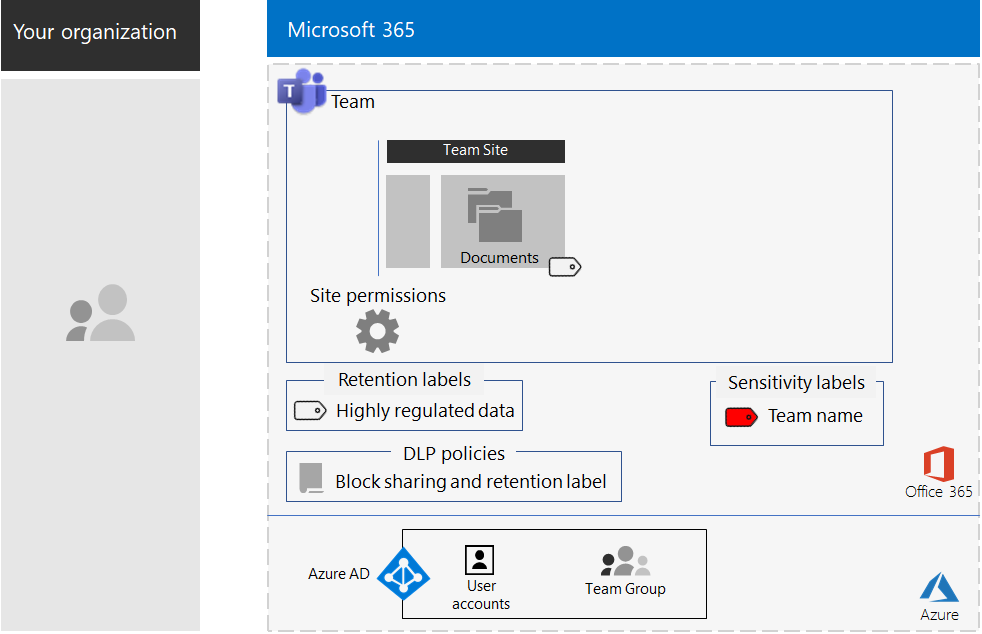 Your organization
Microsoft 365
T
Team
Team Site
Documents
Site permissions
Retention labels
Highly regulated data
Sensitivity labels
Team name
DLP policies
Block sharing and retention label
Office 365
Azure AD
User
accounts
Team Group
Azure